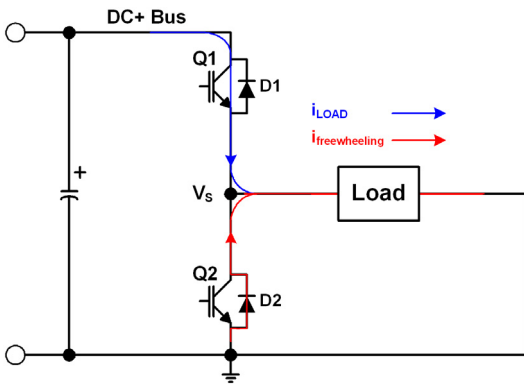 DC+ Bus
Q1
D1
iLOAD
ifreewheeling
+
VS
Load
Q2
D2